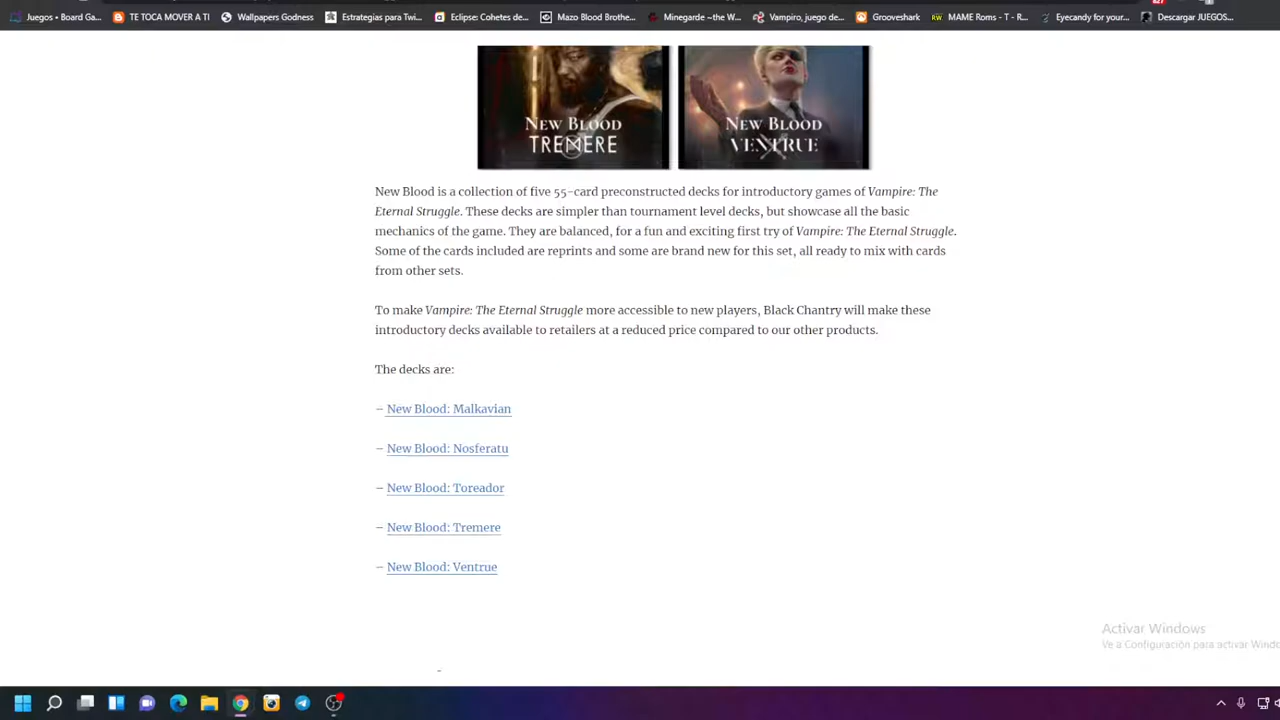 Juegos • Board Ga...
TE TOCA MOVER A TI
Wallpapers Godness
Estrategias para Twi...
Eclipse: Cohetes de...
Mazo Blood Brothe...
Minegarde ~the W...
Vampiro, juego de...
Grooveshark
MAME Roms - T - R...
Eyecandy for your...
Descargar JUEGOS...
NEW BLOOD
TREMERE
NEW BLOOD
VENTRUE
New Blood is a collection of five 55-card preconstructed decks for introductory games of Vampire: The
Eternal Struggle. These decks are simpler than tournament level decks, but showcase all the basic
mechanics of the game. They are balanced, for a fun and exciting first try of Vampire: The Eternal Struggle.
Some of the cards included are reprints and some are brand new for this set, all ready to mix with cards
from other sets.
To make Vampire: The Eternal Struggle more accessible to new players, Black Chantry will make these
introductory decks available to retailers at a reduced price compared to our other products.
The decks are:
– New Blood: Malkavian
– New Blood: Nosferatu
– New Blood: Toreador
– New Blood: Tremere
– New Blood: Ventrue
Activar Windows
Ve a Configuración para activar Windo